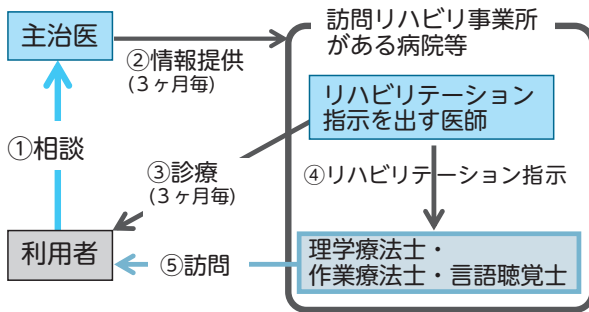 主治医
②情報提供
(３ヶ月毎)
訪問リハビリ事業所
がある病院等
リハビリテーション
指示を出す医師
①相談
③診療
(３ヶ月毎)
④リハビリテーション指示
利用者
⑤訪問
理学療法士・
作業療法士・言語聴覚士